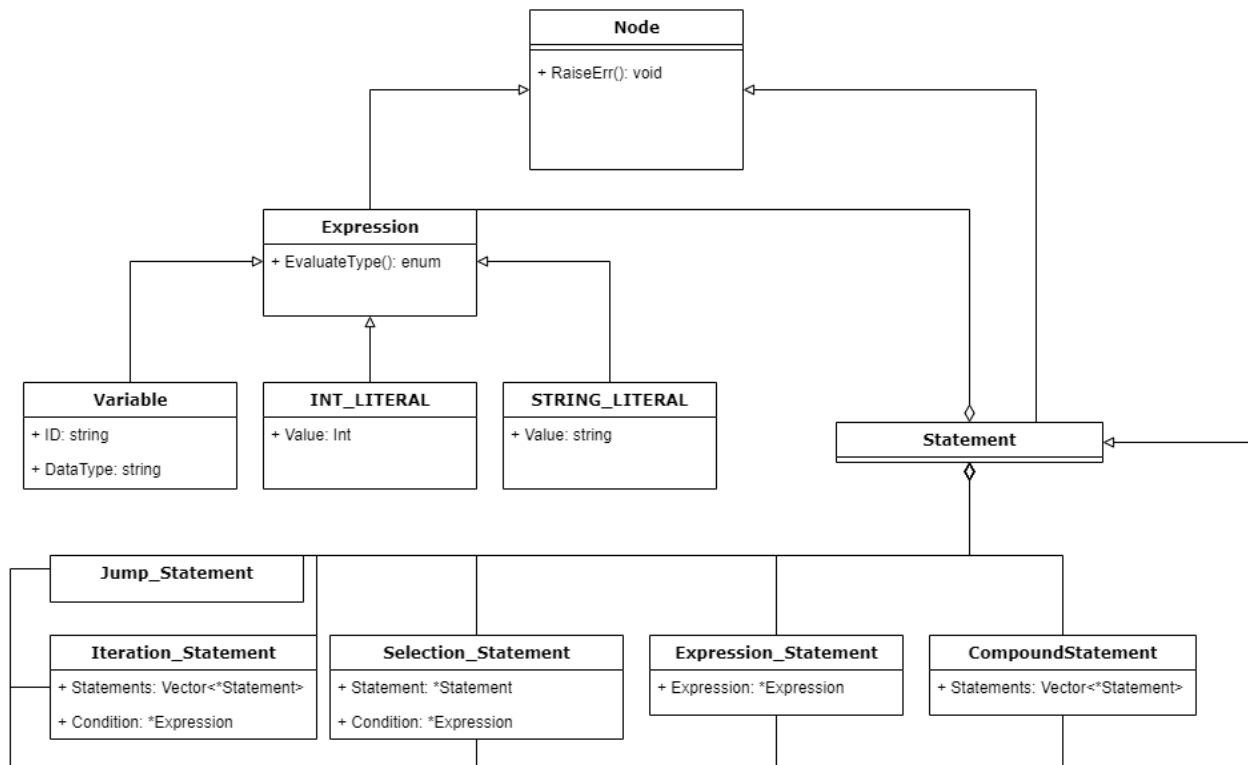 Node
+ RaiseErr(): void
Expression
+ EvaluateType(): enum
Variable
+ ID: string
+ DataType: string
INT_LITERAL
+ Value: Int
STRING_LITERAL
+ Value: string
Statement
Jump_Statement
Iteration_Statement
+ Statements: Vector<*Statement>
+ Condition: *Expression
Selection_Statement
+ Statement: *Statement
+ Condition: *Expression
Expression_Statement
+ Expression: *Expression
CompoundStatement
+ Statements: Vector<*Statement>